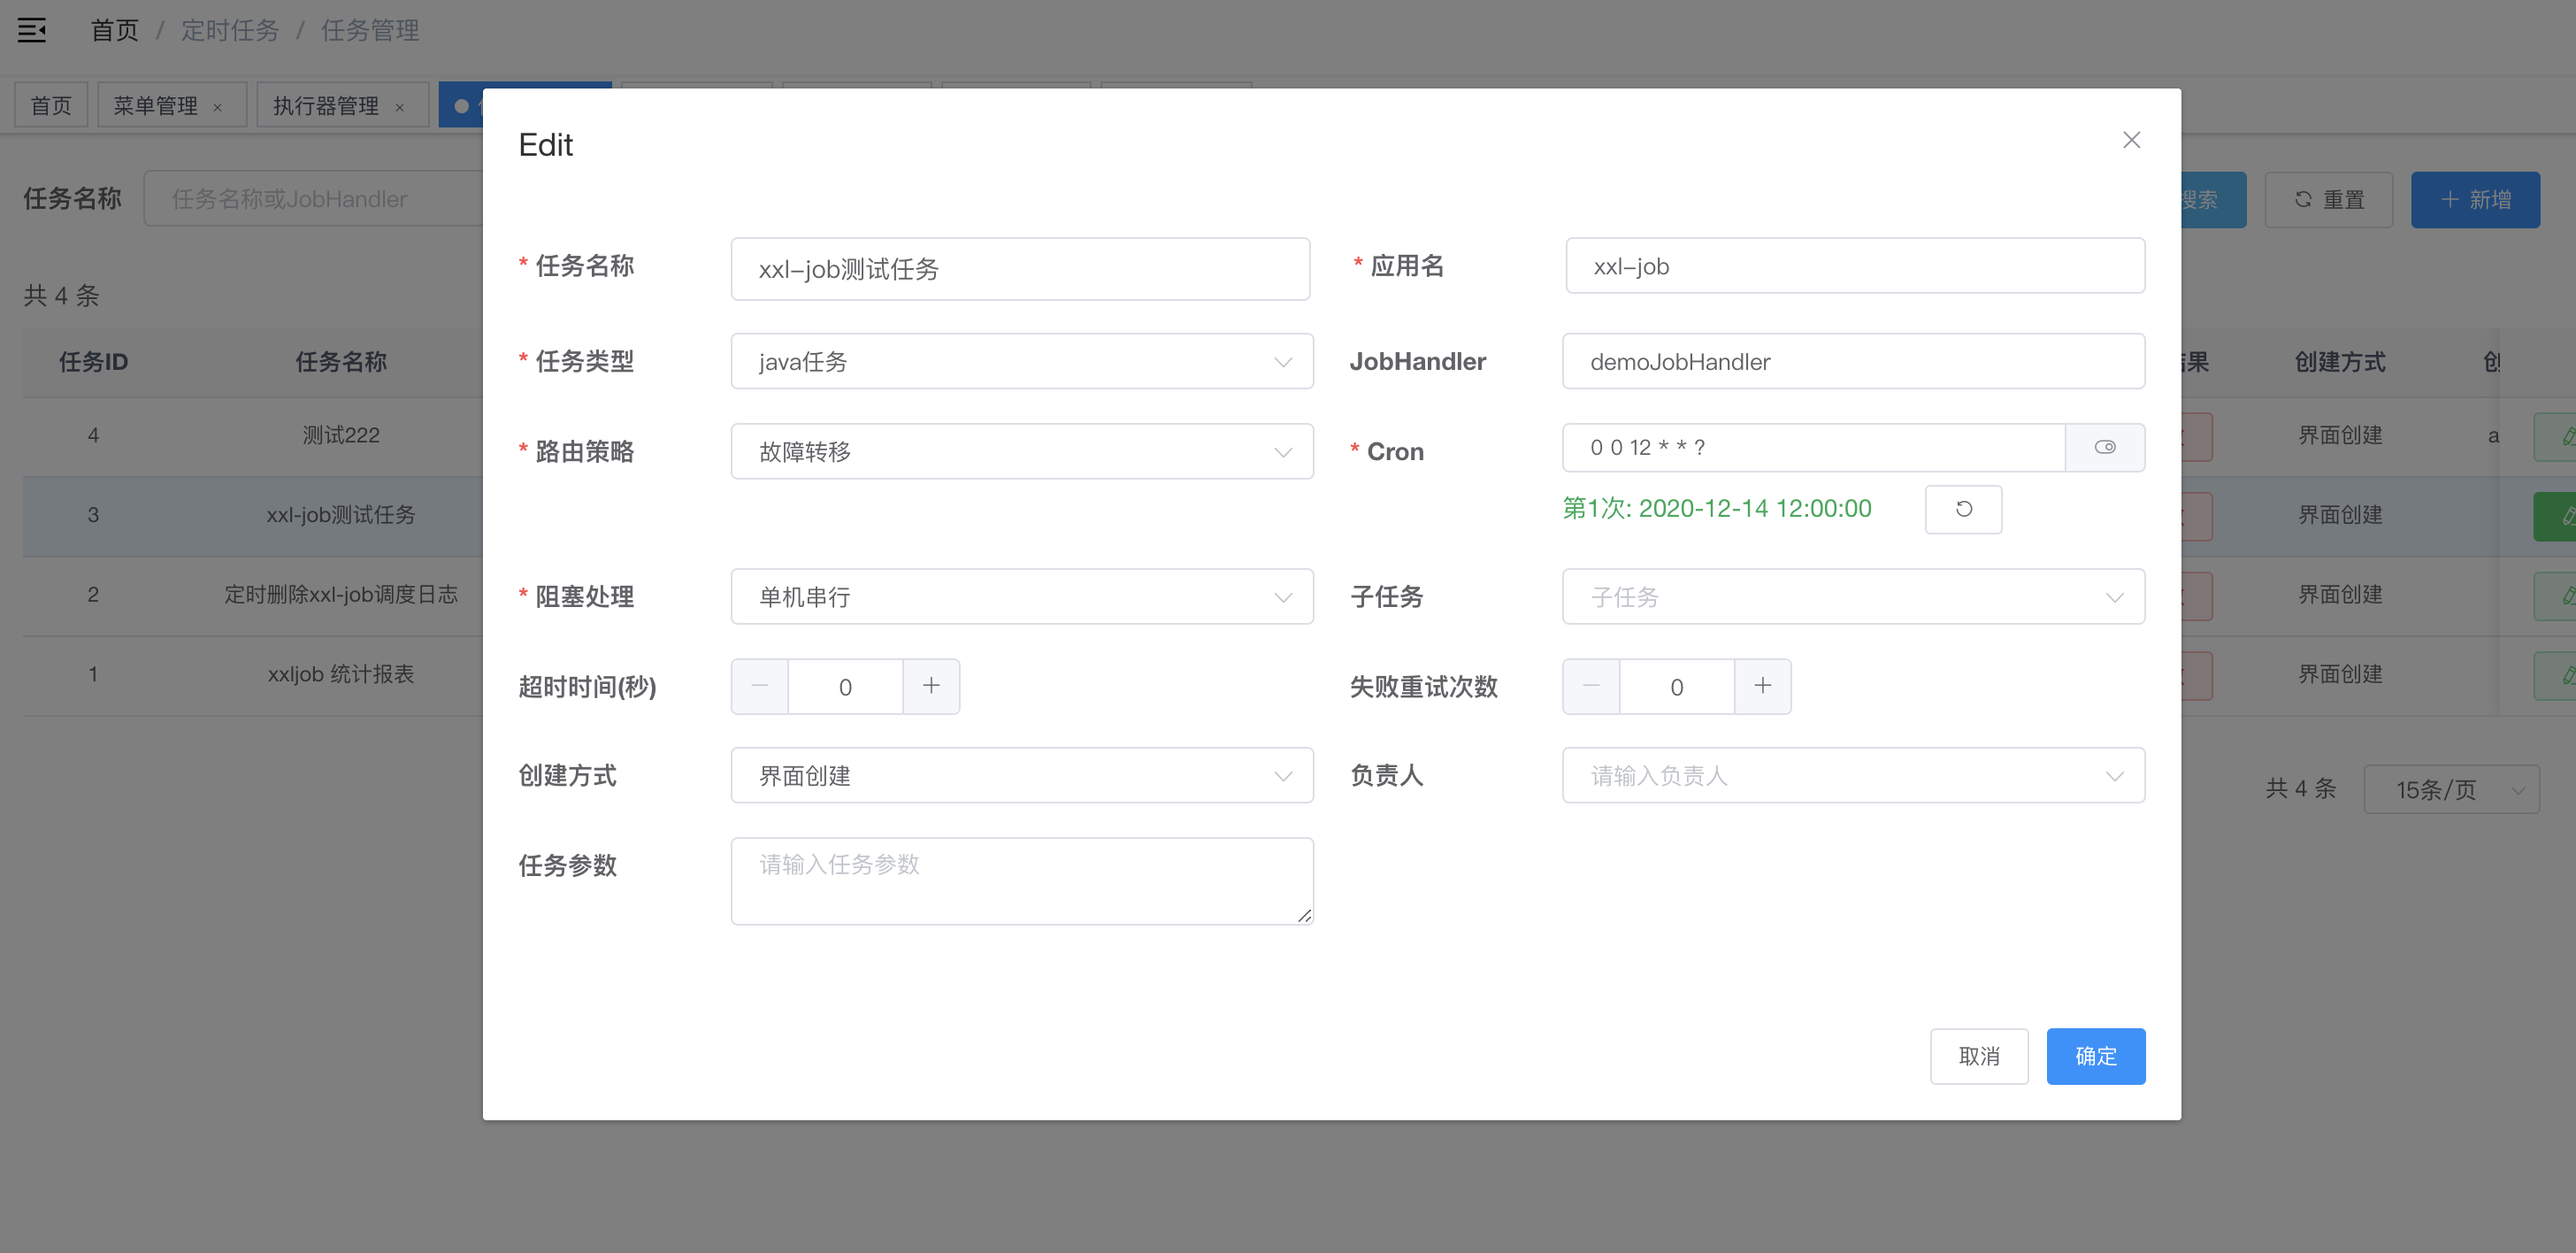 首页 / 定时任务 / 任务管理
首页 菜单管理 × 执行器管理 ×
任务名称 任务名称或JobHandler 搜索 重置 + 新增
共 4 条
任务ID 任务名称 创建方式
4 测试222 界面创建 a
3 xxl-job测试任务 界面创建
2 定时删除xxl-job调度日志 界面创建
1 xxljob 统计报表 界面创建
共 4 条 15条/页
Edit
* 任务名称 xxl-job测试任务 * 应用名 xxl-job
* 任务类型 java任务 JobHandler demoJobHandler
* 路由策略 故障转移 * Cron 0 0 12 * * ?
第1次: 2020-12-14 12:00:00
* 阻塞处理 单机串行 子任务 子任务
超时时间(秒) 0 失败重试次数 0
创建方式 界面创建 负责人 请输入负责人
任务参数 请输入任务参数
取消 确定